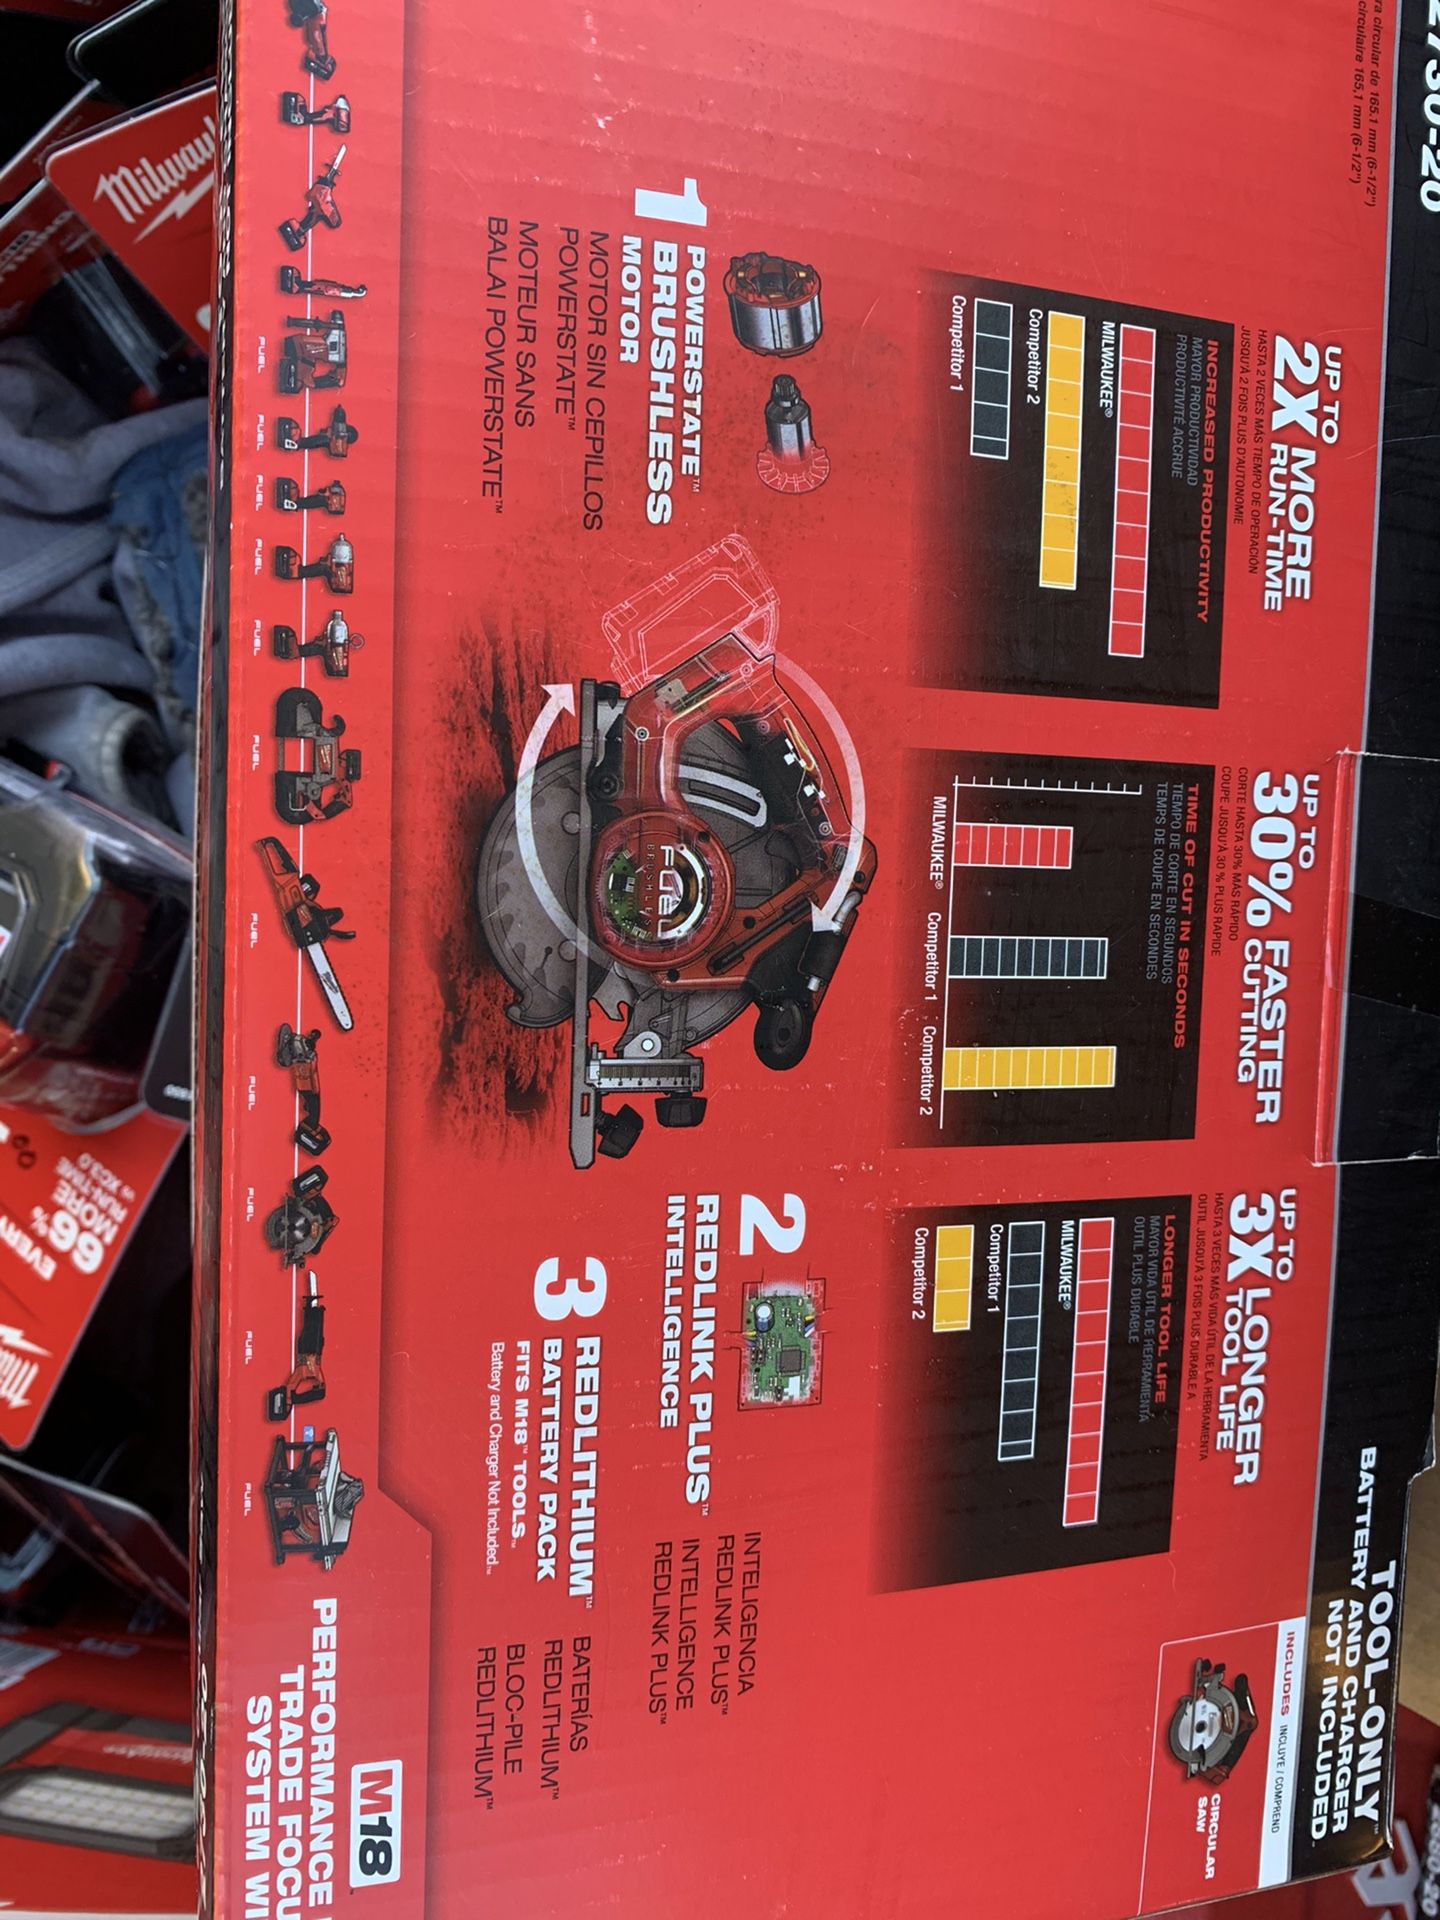 2730-20
circular de 165.1 mm (6-1/2")
circulaire 165,1 mm (6-1/2")
TOOL-ONLY™
BATTERY AND CHARGER
NOT INCLUDED.
INCLUDES INCLUYE / COMPREND
CIRCULAR
SAW
UP TO
2X MORE
RUN-TIME
HASTA 2 VECES MÁS TIEMPO DE OPERACIÓN
JUSQU'À 2 FOIS PLUS D'AUTONOMIE
INCREASED PRODUCTIVITY
MAYOR PRODUCTIVIDAD
PRODUCTIVITÉ ACCRUE
MILWAUKEE®
Competitor 2
Competitor 1
UP TO
30% FASTER
CUTTING
CORTE HASTA 30% MÁS RÁPIDO
COUPE JUSQU'À 30 % PLUS RAPIDE
TIME OF CUT IN SECONDS
TIEMPO DE CORTE EN SEGUNDOS
TEMPS DE COUPE EN SECONDES
MILWAUKEE® Competitor 1 Competitor 2
UP TO
3X LONGER
TOOL LIFE
HASTA 3 VECES MÁS VIDA ÚTIL DE LA HERRAMIENTA
OUTIL JUSQU'À 3 FOIS PLUS DURABLE À
LONGER TOOL LIFE
MAYOR VIDA ÚTIL DE HERRAMIENTA
OUTIL PLUS DURABLE
MILWAUKEE®
Competitor 1
Competitor 2
1 POWERSTATE™
BRUSHLESS
MOTOR
MOTOR SIN CEPILLOS
POWERSTATE™
MOTEUR SANS
BALAI POWERSTATE™
FUEL
BRUSHLESS
2
REDLINK PLUS™
INTELLIGENCE
INTELIGENCIA
REDLINK PLUS™
INTELLIGENCE
REDLINK PLUS™
3 REDLITHIUM™
BATTERY PACK
FITS M18™ TOOLS™
Battery and Charger Not Included™
BATERÍAS
REDLITHIUM™
BLOC-PILE
REDLITHIUM™
M18
PERFORMANCE
TRADE FOCU
SYSTEM WI
FUEL
FUEL
FUEL
FUEL
FUEL
FUEL
FUEL
FUEL
FUEL
FUEL
FUEL
Milwau
EVERY
66%
MORE
RUN-TIME
vs XC3.0